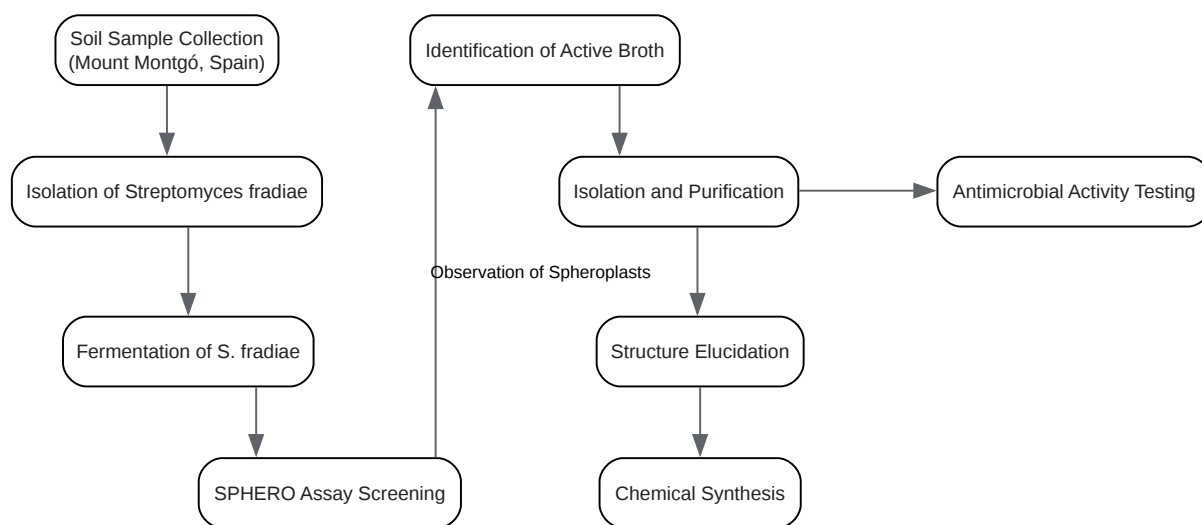 Soil Sample Collection
(Mount Montgó, Spain)
Isolation of Streptomyces fradiae
Fermentation of S. fradiae
SPHERO Assay Screening
Observation of Spheroplasts
Identification of Active Broth
Isolation and Purification
Antimicrobial Activity Testing
Structure Elucidation
Chemical Synthesis